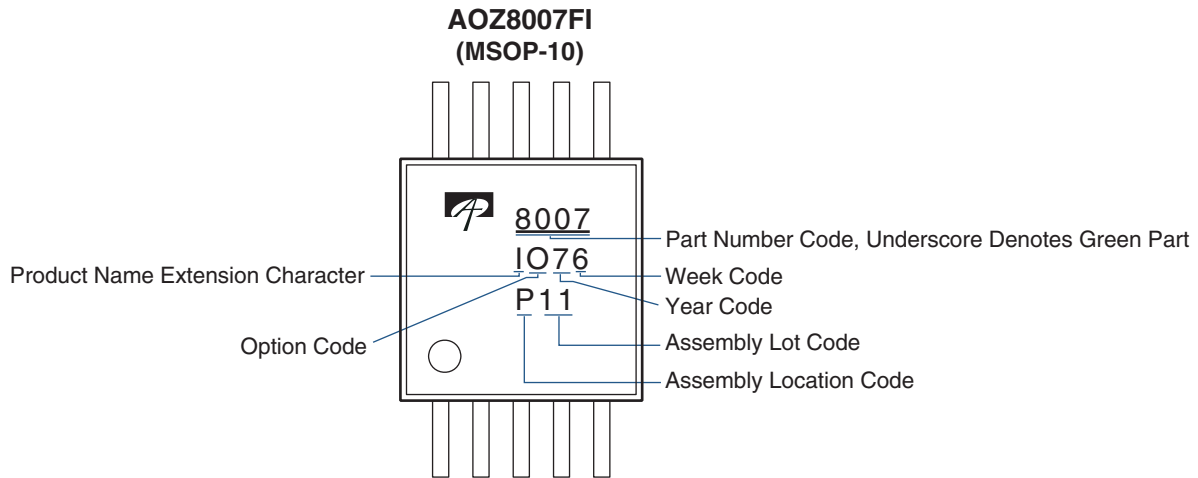 AOZ8007FI
(MSOP-10)
8007
Part Number Code, Underscore Denotes Green Part
IO76
Product Name Extension Character
Week Code
P11
Year Code
Option Code
Assembly Lot Code
Assembly Location Code